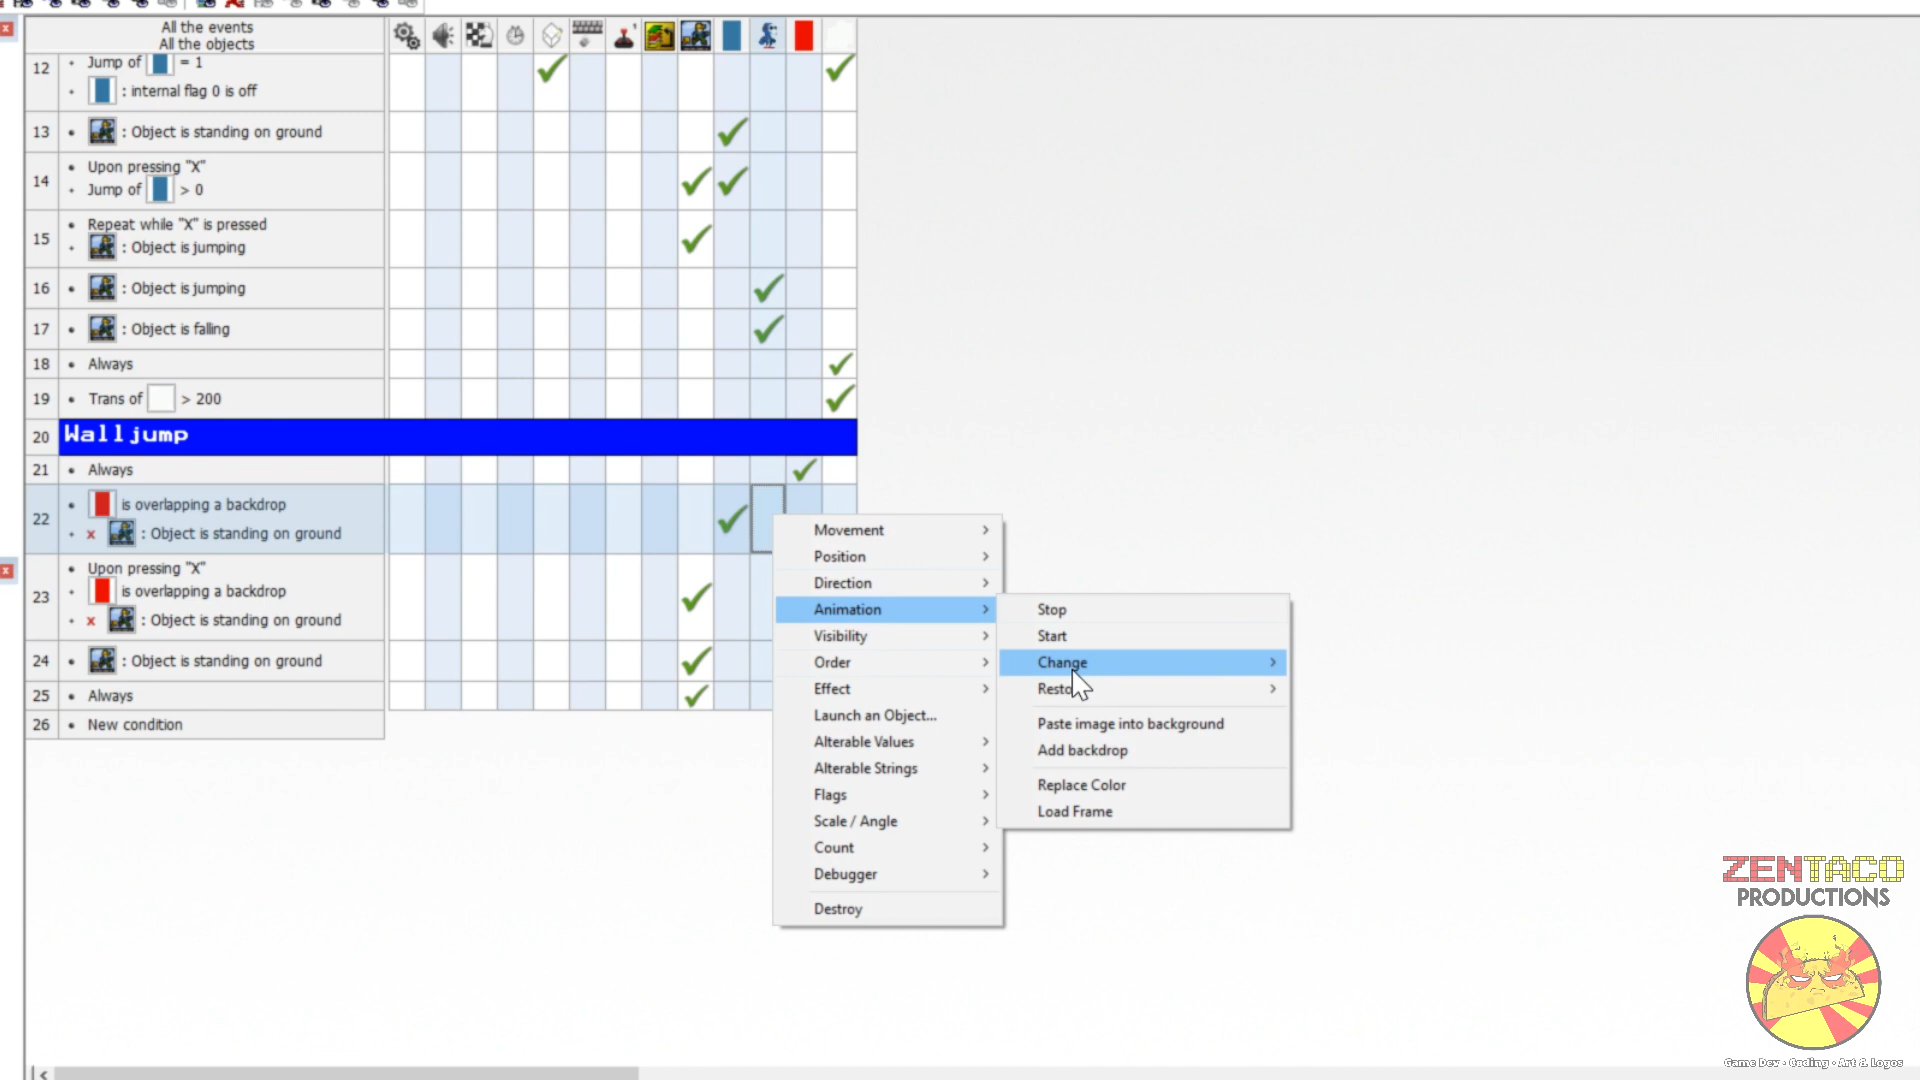 All the events
All the objects
12
Jump of = 1
: internal flag 0 is off
13
: Object is standing on ground
14
Upon pressing "X"
Jump of > 0
15
Repeat while "X" is pressed
: Object is jumping
16
: Object is jumping
17
: Object is falling
18
Always
19
Trans of > 200
20
Wall jump
21
Always
22
is overlapping a backdrop
x : Object is standing on ground
23
Upon pressing "X"
is overlapping a backdrop
x : Object is standing on ground
24
: Object is standing on ground
25
Always
26
New condition
Movement
Position
Direction
Animation
Visibility
Order
Effect
Launch an Object...
Alterable Values
Alterable Strings
Flags
Scale / Angle
Count
Debugger
Destroy
Stop
Start
Change
Paste image into background
Add backdrop
Replace Color
Load Frame
ZENTACO
PRODUCTIONS
Game Dev • Coding • Art & Logos